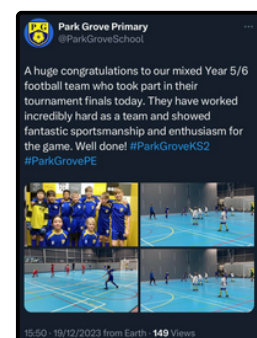 PG
Park Grove Primary
@ParkGroveSchool
A huge congratulations to our mixed Year 5/6
football team who took part in their
tournament finals today. They have worked
incredibly hard as a team and showed
fantastic sportsmanship and enthusiasm for
the game. Well done! #ParkGroveKS2
#ParkGrovePE
15:50 · 19/12/2023 from Earth · 149 Views